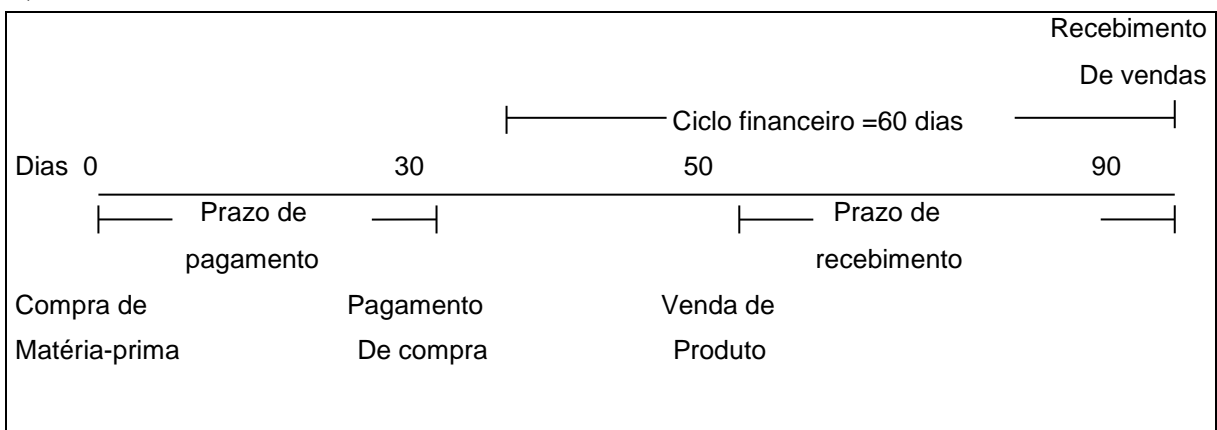 Recebimento
De vendas
Ciclo financeiro =60 dias
Dias 0 30 50 90
Prazo de Prazo de
pagamento recebimento
Compra de Pagamento Venda de
Matéria-prima De compra Produto